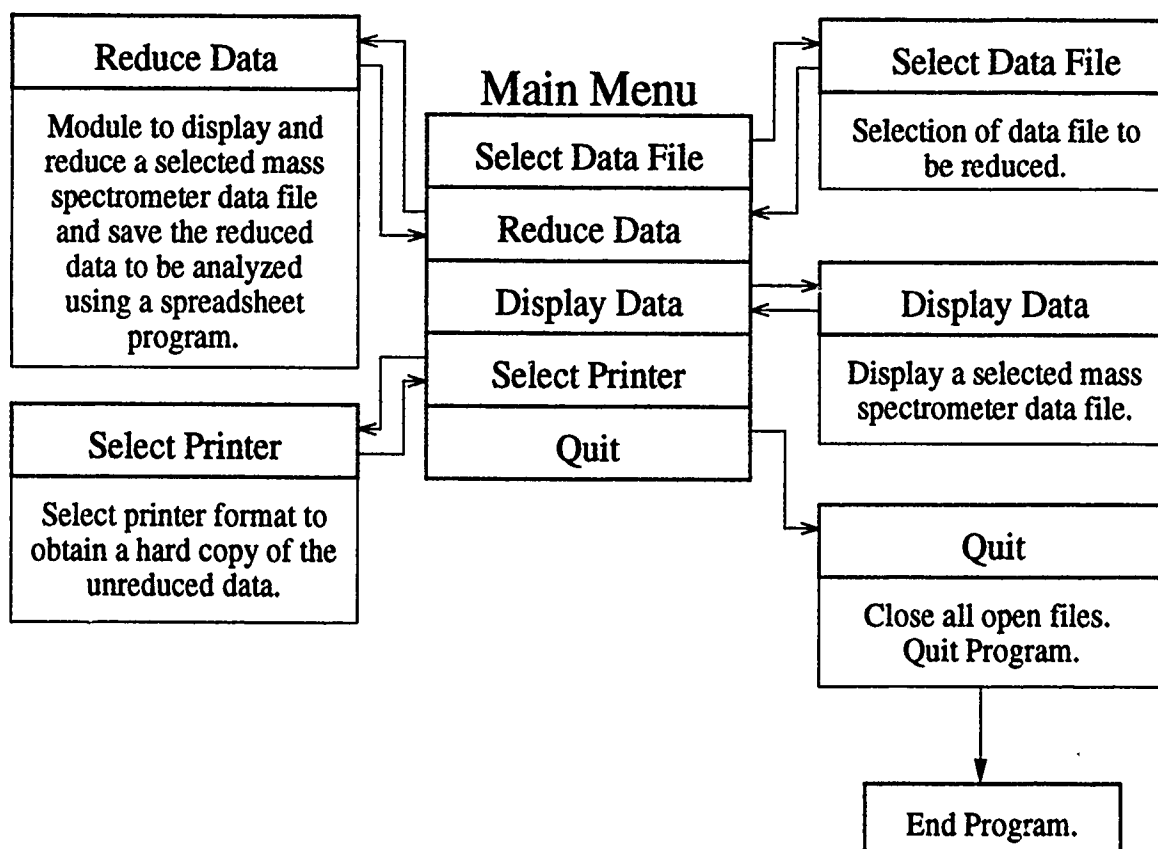 Reduce Data
Module to display and
reduce a selected mass
spectrometer data file
and save the reduced
data to be analyzed
using a spreadsheet
program.
Select Printer
Select printer format to
obtain a hard copy of the
unreduced data.
Main Menu
Select Data File
Reduce Data
Display Data
Select Printer
Quit
Select Data File
Selection of data file to
be reduced.
Display Data
Display a selected mass
spectrometer data file.
Quit
Close all open files.
Quit Program.
End Program.